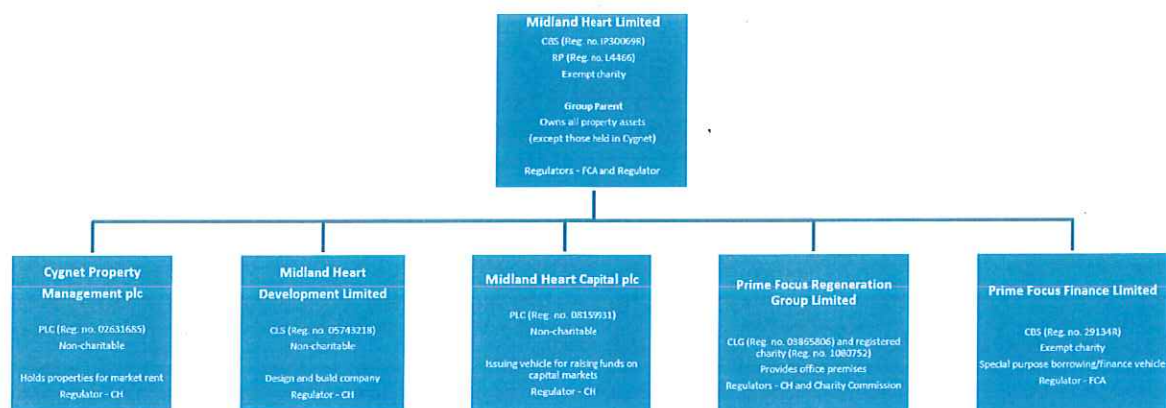 Midland Heart Limited
CBS (Reg. no. IP30069R)
RP (Reg. no. L4466)
Exempt charity
Group Parent
Owns all property assets
(except those held in Cygnet)
Regulators - FCA and Regulator
Cygnet Property
Management plc
PLC (Reg. no. 02631685)
Non-charitable
Holds properties for market rent
Regulator - CH
Midland Heart
Development Limited
CLS (Reg. no. 05743218)
Non-charitable
Design and build company
Regulator - CH
Midland Heart Capital plc
PLC (Reg. no. 08159931)
Non-charitable
Issuing vehicle for raising funds on
capital markets
Regulator - CH
Prime Focus Regeneration
Group Limited
CLG (Reg. no. 03865806) and registered
charity (Reg. no. 1080752)
Provides office premises
Regulators - CH and Charity Commission
Prime Focus Finance Limited
CBS (Reg. no. 29134R)
Exempt charity
Special purpose borrowing/finance vehicle
Regulator - FCA